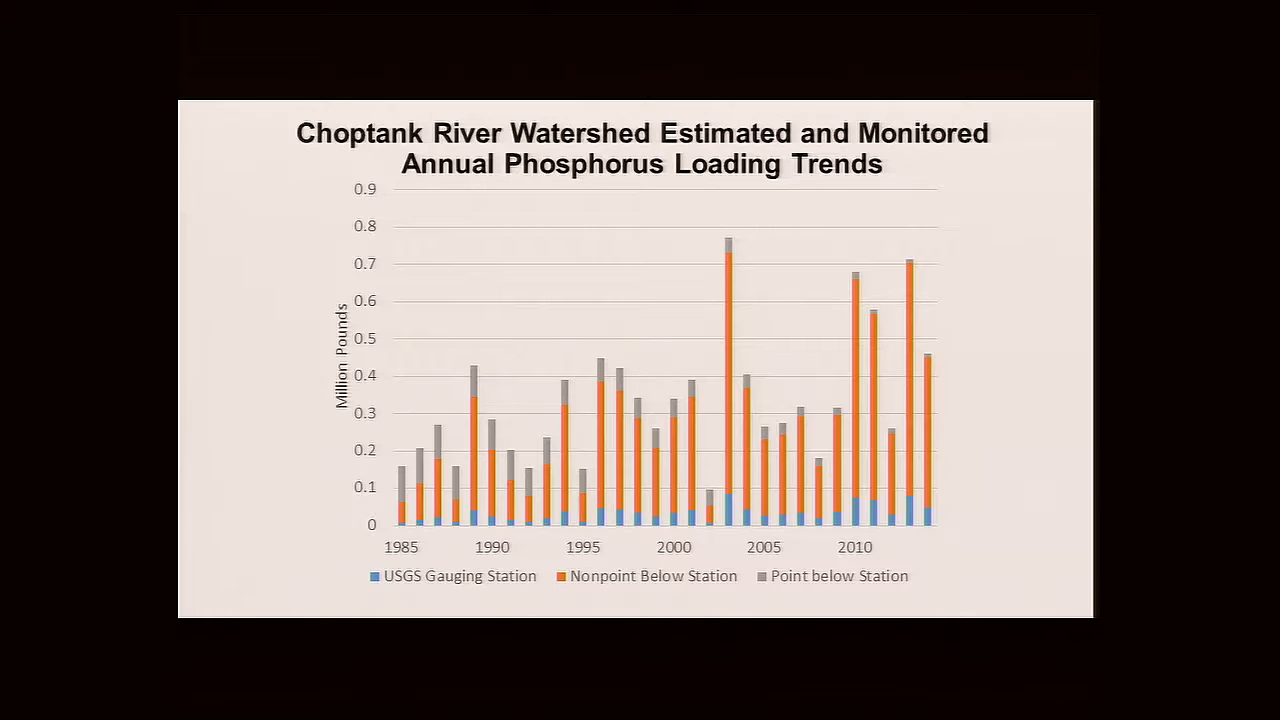 Choptank River Watershed Estimated and Monitored
Annual Phosphorus Loading Trends
0.9
0.8
0.7
0.6
0.5
0.4
0.3
0.2
0.1
0
Million Pounds
1985 1990 1995 2000 2005 2010
USGS Gauging Station Nonpoint Below Station Point below Station